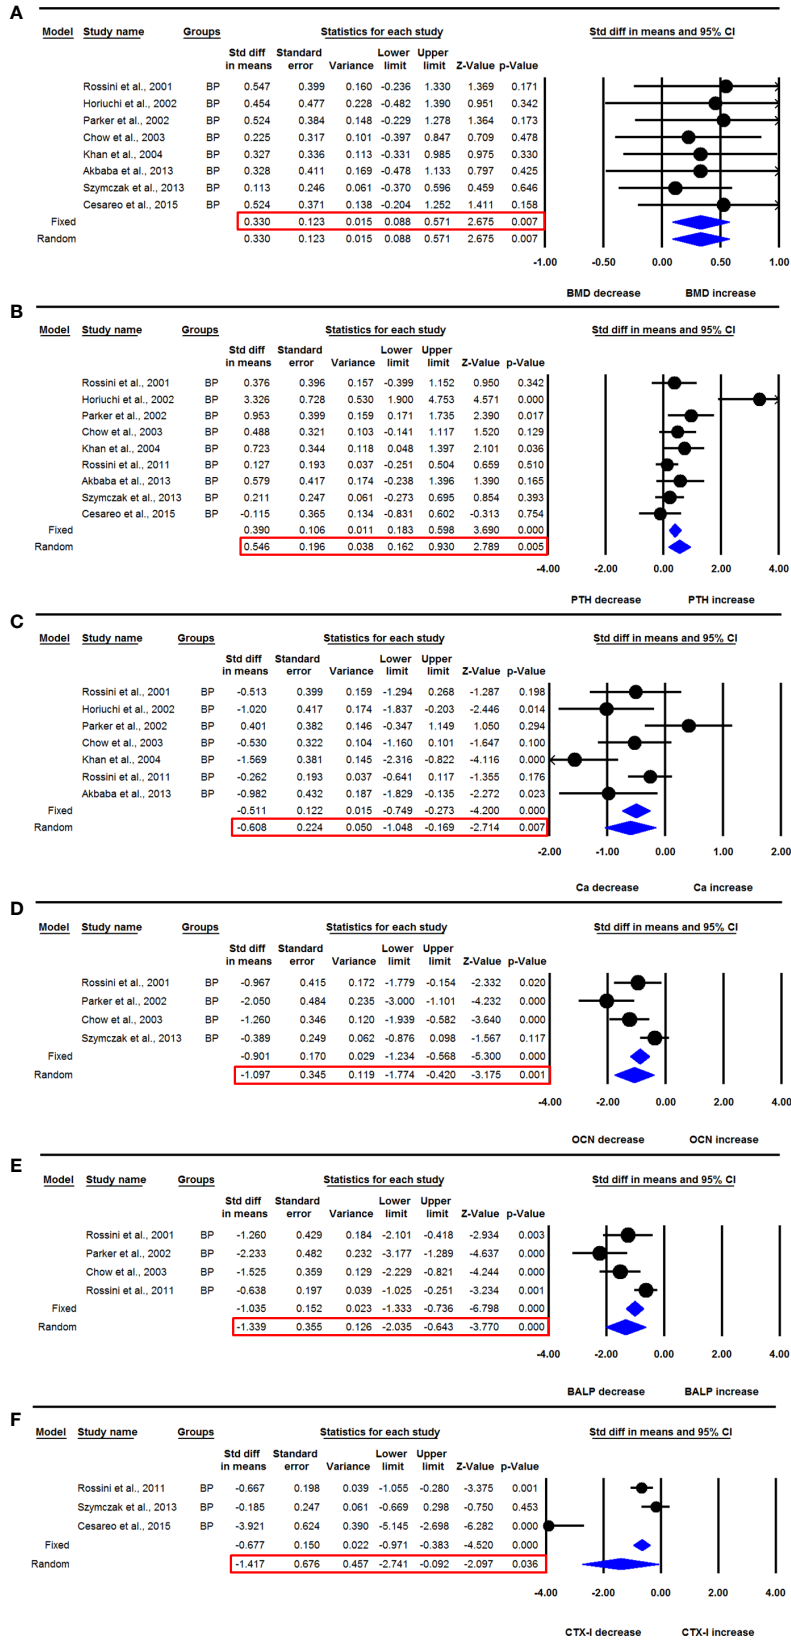 A
Model Study name Groups Statistics for each study Std diff in means and 95% CI
Std diff Standard Lower Upper
in means error Variance limit limit Z-Value p-Value
Rossini et al., 2001 BP 0.547 0.399 0.160 -0.236 1.330 1.369 0.171
Horiuchi et al., 2002 BP 0.454 0.477 0.228 -0.482 1.390 0.951 0.342
Parker et al., 2002 BP 0.524 0.384 0.148 -0.229 1.278 1.364 0.173
Chow et al., 2003 BP 0.225 0.317 0.101 -0.397 0.847 0.709 0.478
Khan et al., 2004 BP 0.327 0.336 0.113 -0.331 0.985 0.975 0.330
Akbaba et al., 2013 BP 0.328 0.411 0.169 -0.478 1.133 0.797 0.425
Szymczak et al., 2013 BP 0.113 0.246 0.061 -0.370 0.596 0.459 0.646
Cesareo et al., 2015 BP 0.524 0.371 0.138 -0.204 1.252 1.411 0.158
Fixed 0.330 0.123 0.015 0.088 0.571 2.675 0.007
Random 0.330 0.123 0.015 0.088 0.571 2.675 0.007
-1.00 -0.50 0.00 0.50 1.00
BMD decrease BMD increase
B
Model Study name Groups Statistics for each study Std diff in means and 95% CI
Std diff Standard Lower Upper
in means error Variance limit limit Z-Value p-Value
Rossini et al., 2001 BP 0.376 0.396 0.157 -0.399 1.152 0.950 0.342
Horiuchi et al., 2002 BP 3.326 0.728 0.530 1.900 4.753 4.571 0.000
Parker et al., 2002 BP 0.953 0.399 0.159 0.171 1.735 2.390 0.017
Chow et al., 2003 BP 0.488 0.321 0.103 -0.141 1.117 1.520 0.129
Khan et al., 2004 BP 0.723 0.344 0.118 0.048 1.397 2.101 0.036
Rossini et al., 2011 BP 0.127 0.193 0.037 -0.251 0.504 0.659 0.510
Akbaba et al., 2013 BP 0.579 0.417 0.174 -0.238 1.396 1.390 0.165
Szymczak et al., 2013 BP 0.211 0.247 0.061 -0.273 0.695 0.854 0.393
Cesareo et al., 2015 BP -0.115 0.365 0.134 -0.831 0.602 -0.313 0.754
Fixed 0.390 0.106 0.011 0.183 0.598 3.690 0.000
Random 0.546 0.196 0.038 0.162 0.930 2.789 0.005
-4.00 -2.00 0.00 2.00 4.00
PTH decrease PTH increase
C
Model Study name Groups Statistics for each study Std diff in means and 95% CI
Std diff Standard Lower Upper
in means error Variance limit limit Z-Value p-Value
Rossini et al., 2001 BP -0.513 0.399 0.159 -1.294 0.268 -1.287 0.198
Horiuchi et al., 2002 BP -1.020 0.417 0.174 -1.837 -0.203 -2.446 0.014
Parker et al., 2002 BP 0.401 0.382 0.146 -0.347 1.149 1.050 0.294
Chow et al., 2003 BP -0.530 0.322 0.104 -1.160 0.101 -1.647 0.100
Khan et al., 2004 BP -1.569 0.381 0.145 -2.316 -0.822 -4.116 0.000
Rossini et al., 2011 BP -0.262 0.193 0.037 -0.641 0.117 -1.355 0.176
Akbaba et al., 2013 BP -0.982 0.432 0.187 -1.829 -0.135 -2.272 0.023
Fixed -0.511 0.122 0.015 -0.749 -0.273 -4.200 0.000
Random -0.608 0.224 0.050 -1.048 -0.169 -2.714 0.007
-2.00 -1.00 0.00 1.00 2.00
Ca decrease Ca increase
D
Model Study name Groups Statistics for each study Std diff in means and 95% CI
Std diff Standard Lower Upper
in means error Variance limit limit Z-Value p-Value
Rossini et al., 2001 BP -0.967 0.415 0.172 -1.779 -0.154 -2.332 0.020
Parker et al., 2002 BP -2.050 0.484 0.235 -3.000 -1.101 -4.232 0.000
Chow et al., 2003 BP -1.260 0.346 0.120 -1.939 -0.582 -3.640 0.000
Szymczak et al., 2013 BP -0.389 0.249 0.062 -0.876 0.098 -1.567 0.117
Fixed -0.901 0.170 0.029 -1.234 -0.568 -5.300 0.000
Random -1.097 0.345 0.119 -1.774 -0.420 -3.175 0.001
-4.00 -2.00 0.00 2.00 4.00
OCN decrease OCN increase
E
Model Study name Groups Statistics for each study Std diff in means and 95% CI
Std diff Standard Lower Upper
in means error Variance limit limit Z-Value p-Value
Rossini et al., 2001 BP -1.260 0.429 0.184 -2.101 -0.418 -2.934 0.003
Parker et al., 2002 BP -2.233 0.482 0.232 -3.177 -1.289 -4.637 0.000
Chow et al., 2003 BP -1.525 0.359 0.129 -2.229 -0.821 -4.244 0.000
Rossini et al., 2011 BP -0.638 0.197 0.039 -1.025 -0.251 -3.234 0.001
Fixed -1.035 0.152 0.023 -1.333 -0.736 -6.798 0.000
Random -1.339 0.355 0.126 -2.035 -0.643 -3.770 0.000
-4.00 -2.00 0.00 2.00 4.00
BALP decrease BALP increase
F
Model Study name Groups Statistics for each study Std diff in means and 95% CI
Std diff Standard Lower Upper
in means error Variance limit limit Z-Value p-Value
Rossini et al., 2011 BP -0.667 0.198 0.039 -1.055 -0.280 -3.375 0.001
Szymczak et al., 2013 BP -0.185 0.247 0.061 -0.669 0.298 -0.750 0.453
Cesareo et al., 2015 BP -3.921 0.624 0.390 -5.145 -2.698 -6.282 0.000
Fixed -0.677 0.150 0.022 -0.971 -0.383 -4.520 0.000
Random -1.417 0.676 0.457 -2.741 -0.092 -2.097 0.036
-4.00 -2.00 0.00 2.00 4.00
CTX-I decrease CTX-I increase